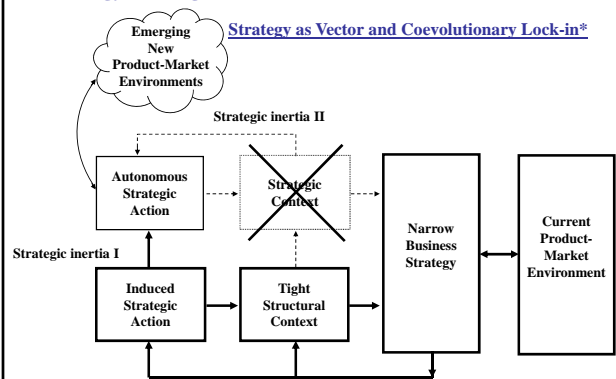 Emerging
New
Product-Market
Environments
Strategy as Vector and Coevolutionary Lock-in*
Strategic inertia II
Autonomous
Strategic
Action
Strategic
Context
Narrow
Business
Strategy
Current
Product-
Market
Environment
Strategic inertia I
Induced
Strategic
Action
Tight
Structural
Context